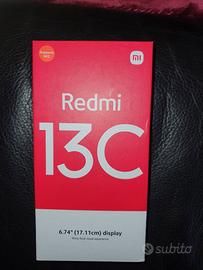 Redmi
13C
6.74" (17.11cm) display
subito